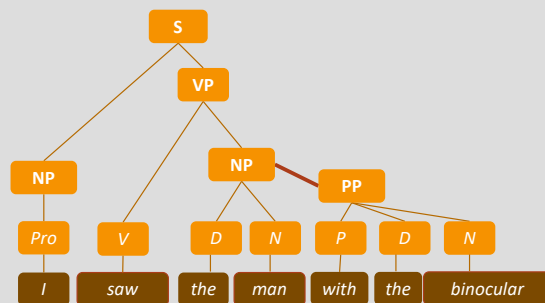 S
VP
NP
NP
PP
Pro V D N P D N
I saw the man with the binocular